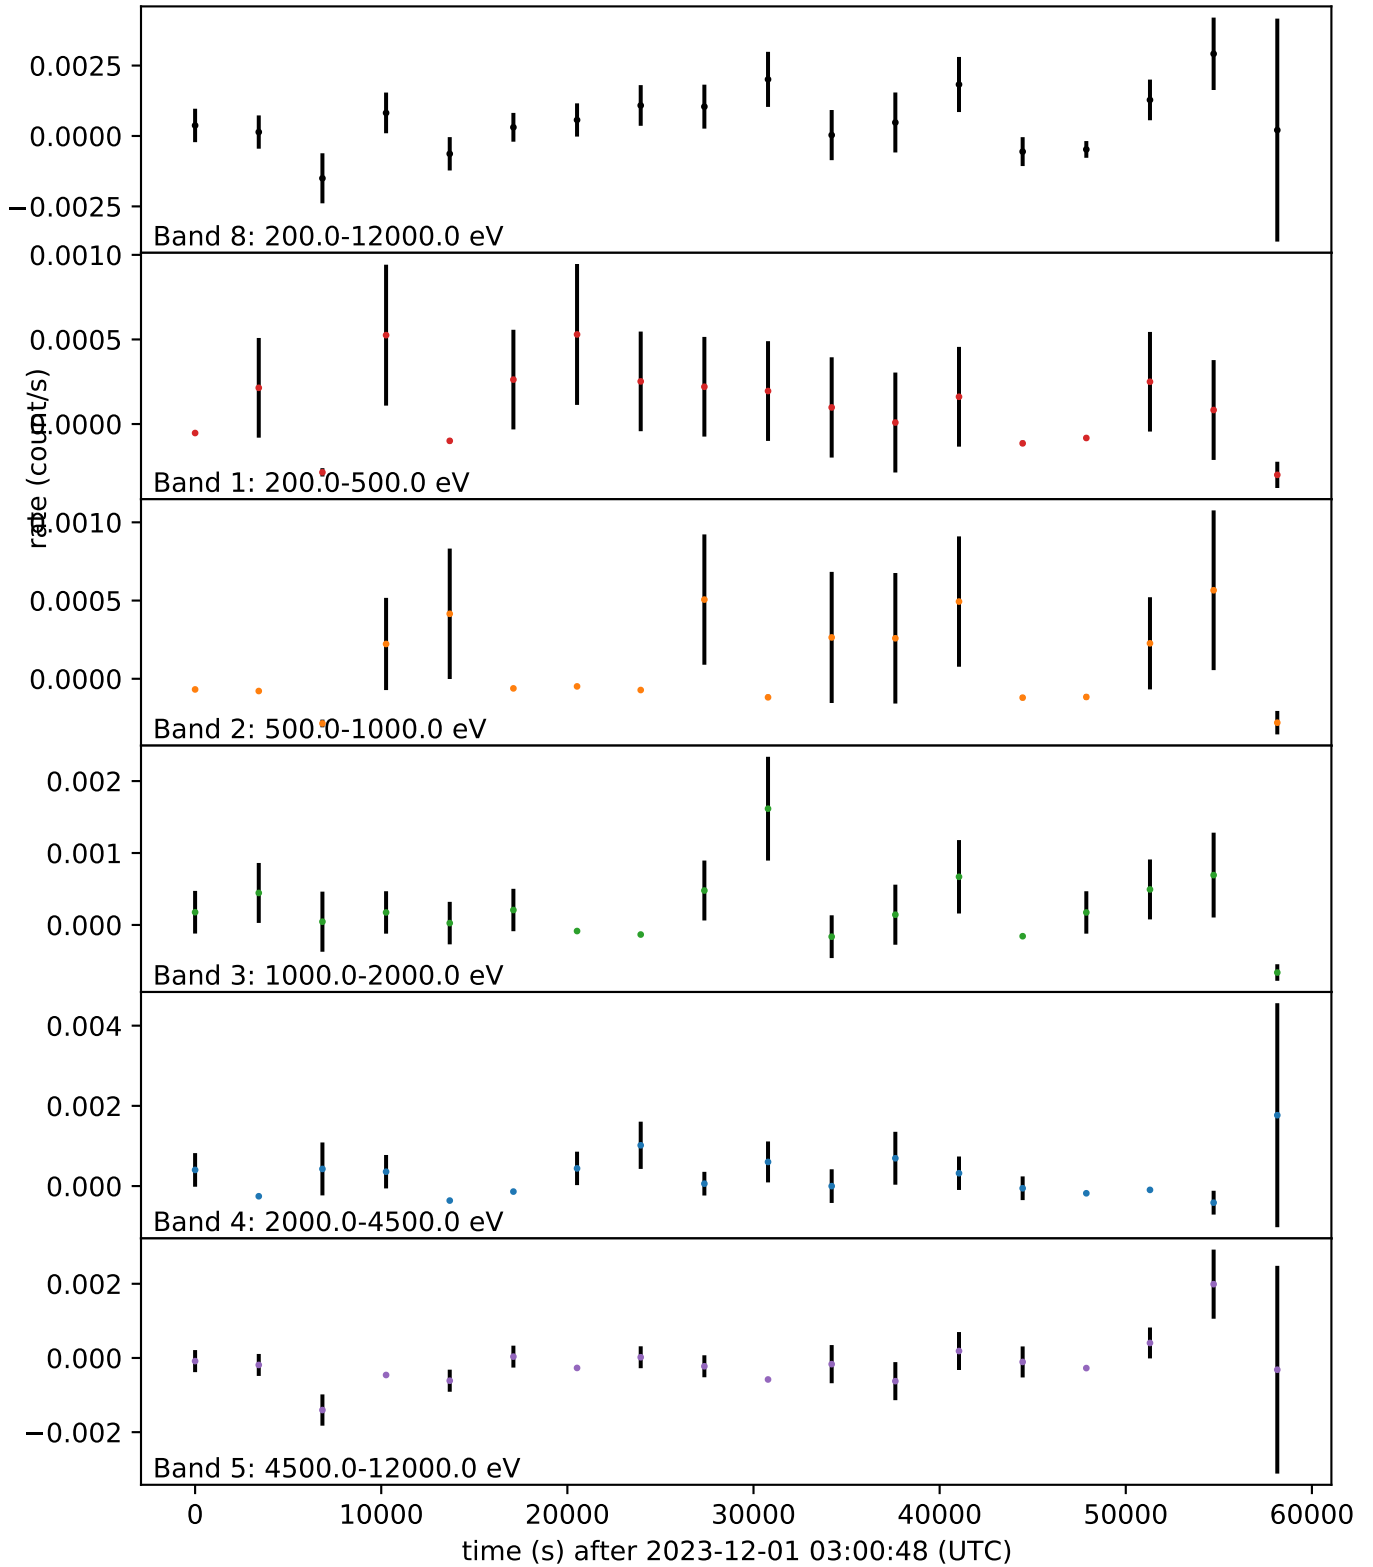 0.0025
0.0000
−0.0025
Band 8: 200.0-12000.0 eV
0.0010
0.0005
0.0000
Band 1: 200.0-500.0 eV
rate (count/s)
0.0010
0.0005
0.0000
Band 2: 500.0-1000.0 eV
0.002
0.001
0.000
Band 3: 1000.0-2000.0 eV
0.004
0.002
0.000
Band 4: 2000.0-4500.0 eV
0.002
0.000
−0.002
Band 5: 4500.0-12000.0 eV
0 10000 20000 30000 40000 50000 60000
time (s) after 2023-12-01 03:00:48 (UTC)